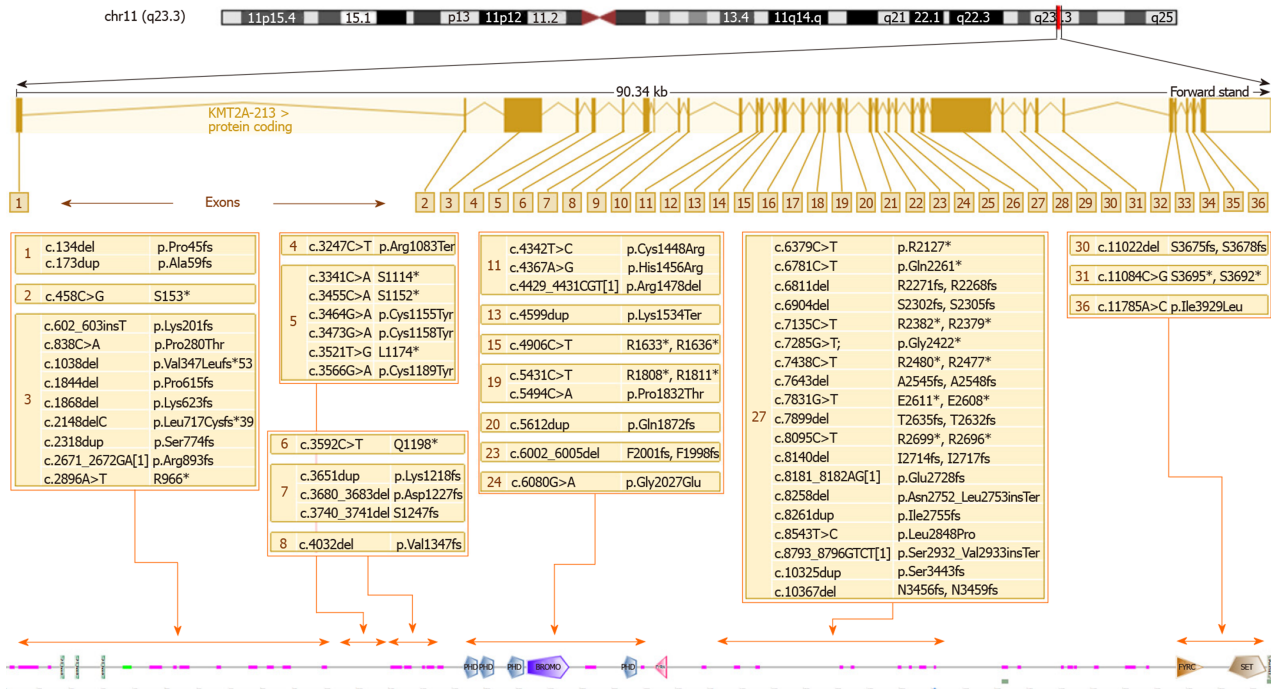 chr11 (q23.3)
11p15.4 15.1 p13 11p12 11.2 13.4 11q14.q q21 22.1 q22.3 q23.3 q25
90.34 kb
Forward stand
KMT2A-213 >
protein coding
1 Exons 2 3 4 5 6 7 8 9 10 11 12 13 14 15 16 17 18 19 20 21 22 23 24 25 26 27 28 29 30 31 32 33 34 35 36
1
c.134del p.Pro45fs
c.173dup p.Ala59fs
2 c.458C>G S153*
3
c.602_603insT p.Lys201fs
c.838C>A p.Pro280Thr
c.1038del p.Val347Leufs*53
c.1844del p.Pro615fs
c.1868del p.Lys623fs
c.2148delC p.Leu717Cysfs*39
c.2318dup p.Ser774fs
c.2671_2672GA[1] p.Arg893fs
c.2896A>T R966*
4 c.3247C>T p.Arg1083Ter
5
c.3341C>A S1114*
c.3455C>A S1152*
c.3464G>A p.Cys1155Tyr
c.3473G>A p.Cys1158Tyr
c.3521T>G L1174*
c.3566G>A p.Cys1189Tyr
6 c.3592C>T Q1198*
7
c.3651dup p.Lys1218fs
c.3680_3683del p.Asp1227fs
c.3740_3741del S1247fs
8 c.4032del p.Val1347fs
11
c.4342T>C p.Cys1448Arg
c.4367A>G p.His1456Arg
c.4429_4431CGT[1] p.Arg1478del
13 c.4599dup p.Lys1534Ter
15 c.4906C>T R1633*, R1636*
19
c.5431C>T R1808*, R1811*
c.5494C>A p.Pro1832Thr
20 c.5612dup p.Gln1872fs
23 c.6002_6005del F2001fs, F1998fs
24 c.6080G>A p.Gly2027Glu
27
c.6379C>T p.R2127*
c.6781C>T p.Gln2261*
c.6811del R2271fs, R2268fs
c.6904del S2302fs, S2305fs
c.7135C>T R2382*, R2379*
c.7285G>T; p.Gly2422*
c.7438C>T R2480*, R2477*
c.7643del A2545fs, A2548fs
c.7831G>T E2611*, E2608*
c.7899del T2635fs, T2632fs
c.8095C>T R2699*, R2696*
c.8140del I2714fs, I2717fs
c.8181_8182AG[1] p.Glu2728fs
c.8258del p.Asn2752_Leu2753insTer
c.8261dup p.Ile2755fs
c.8543T>C p.Leu2848Pro
c.8793_8796GTCT[1] p.Ser2932_Val2933insTer
c.10325dup p.Ser3443fs
c.10367del N3456fs, N3459fs
30 c.11022del S3675fs, S3678fs
31 c.11084C>G S3695*, S3692*
36 c.11785A>C p.Ile3929Leu
PHD PHD PHD BROMO PHD FYRC SET